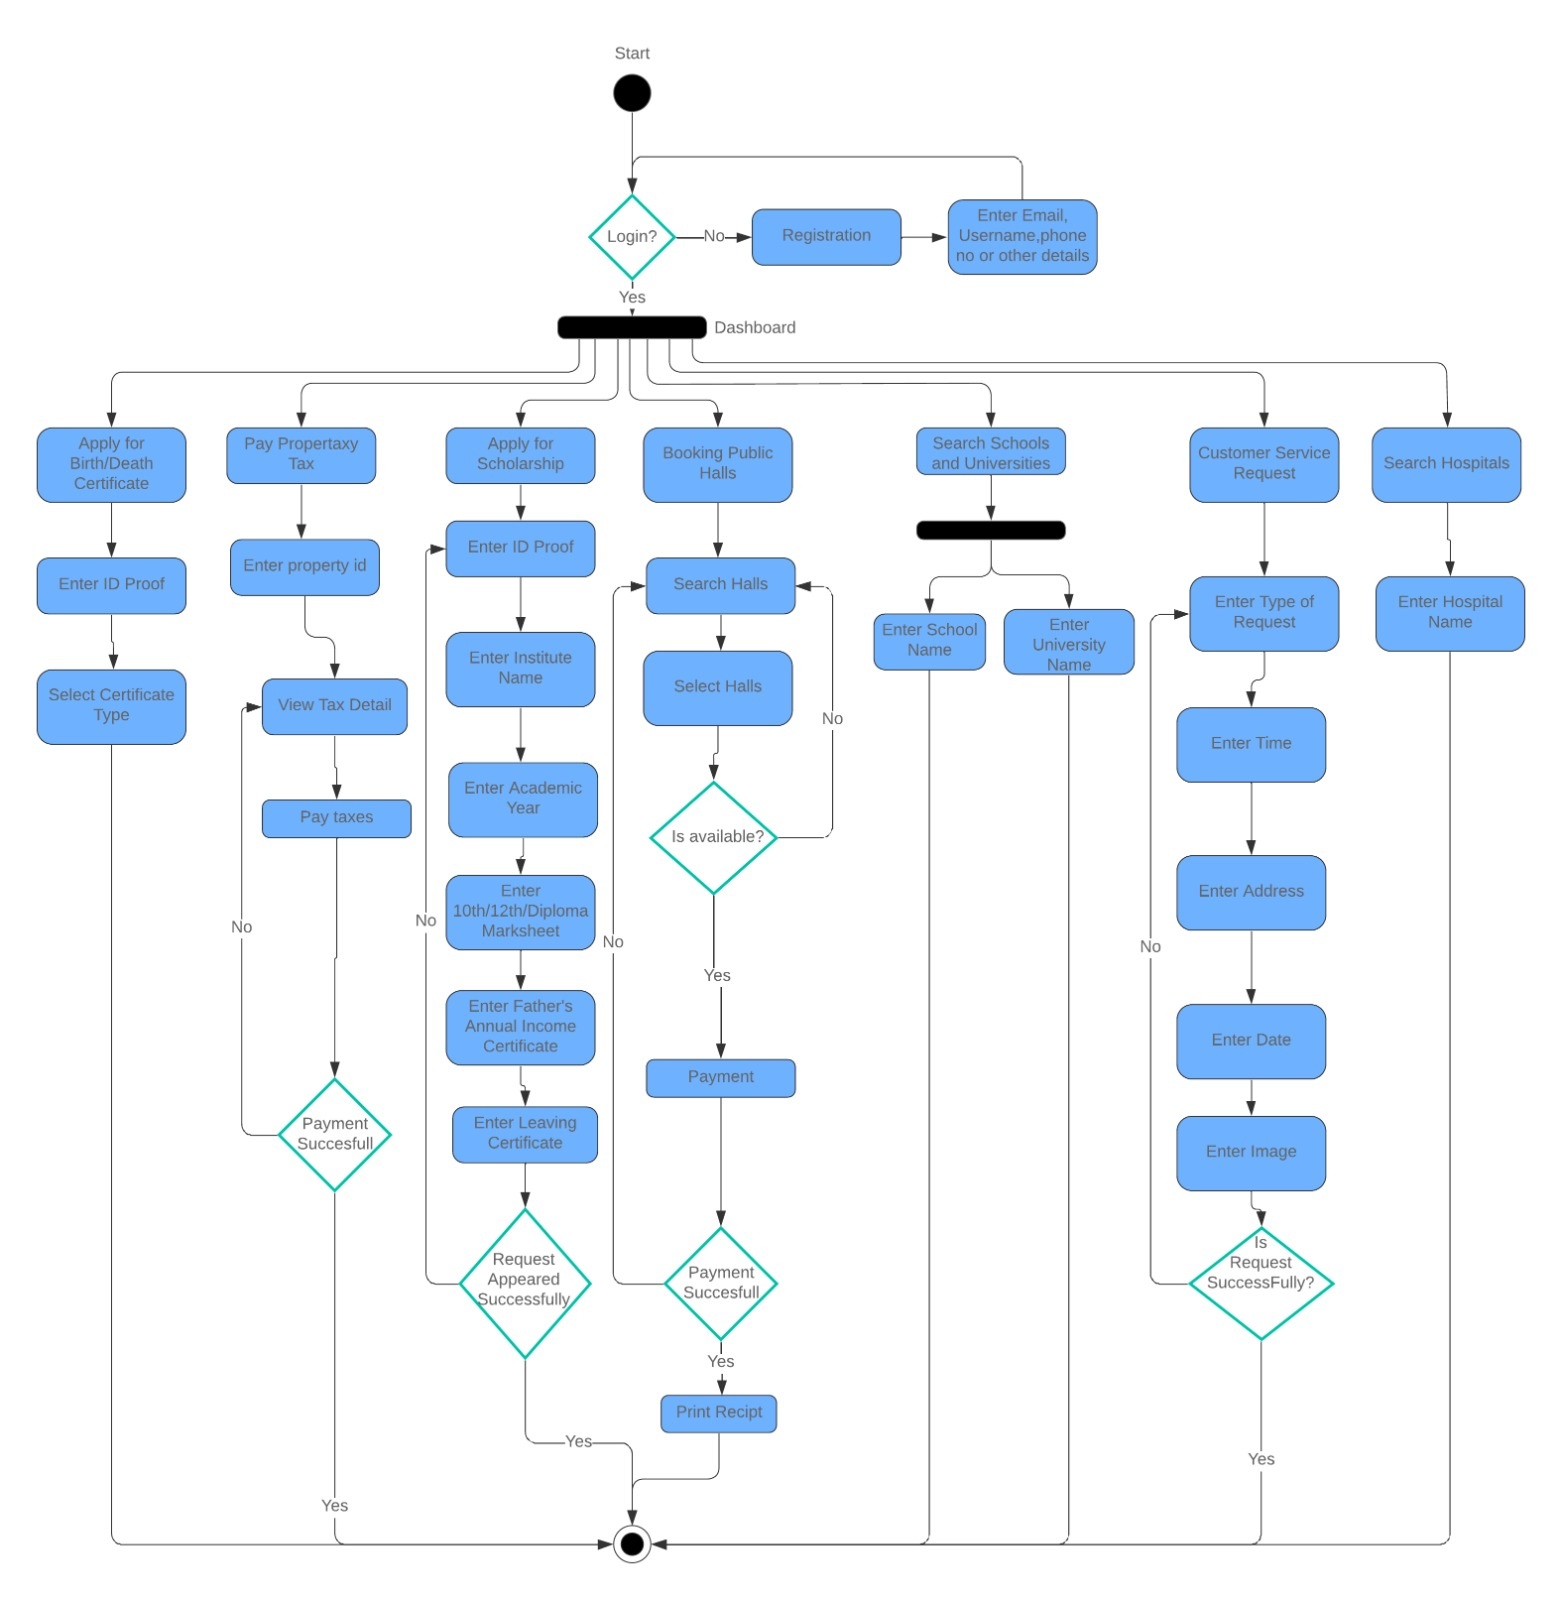 Start
Login?
No
Registration
Enter Email,
Username,phone
no or other details
Yes
Dashboard
Apply for
Birth/Death
Certificate
Enter ID Proof
Select Certificate
Type
Pay Propertaxy
Tax
Enter property id
View Tax Detail
Pay taxes
No
Payment
Succesfull
Yes
Apply for
Scholarship
Enter ID Proof
Enter Institute
Name
Enter Academic
Year
Enter
10th/12th/Diploma
Marksheet
No
Enter Father's
Annual Income
Certificate
Enter Leaving
Certificate
Request
Appeared
Successfully
Yes
Booking Public
Halls
Search Halls
Select Halls
No
Is available?
No
Yes
Payment
Payment
Succesfull
Yes
Print Recipt
Search Schools
and Universities
Enter School
Name
Enter
University
Name
Customer Service
Request
Enter Type of
Request
Enter Time
Enter Address
No
Enter Date
Enter Image
Is
Request
SuccessFully?
Yes
Search Hospitals
Enter Hospital
Name